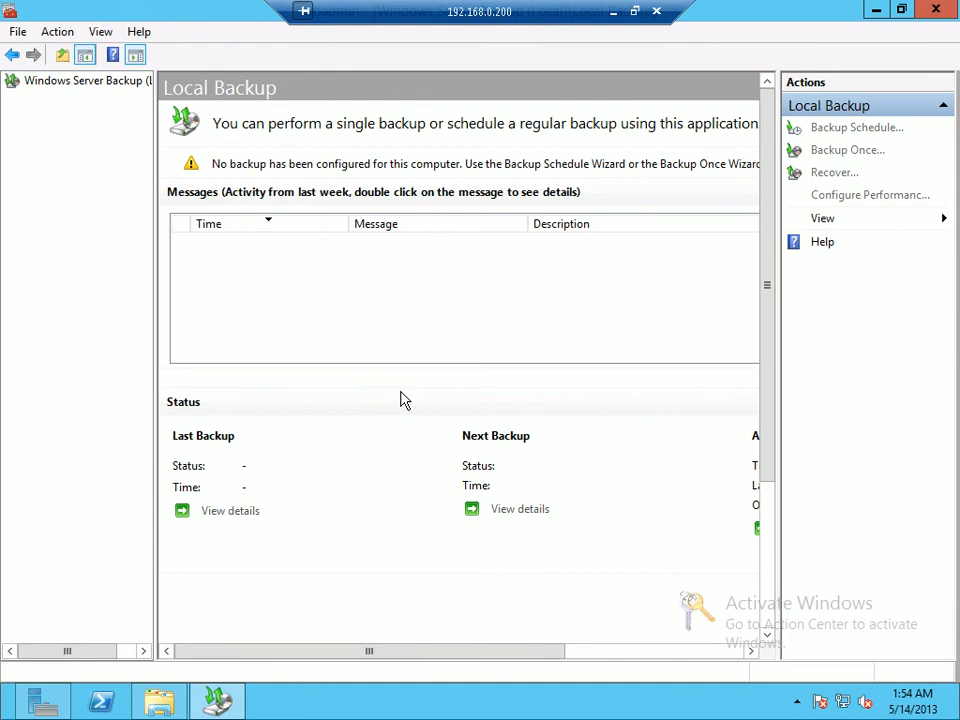 192.168.0.200
File Action View Help
Windows Server Backup (L
Local Backup
You can perform a single backup or schedule a regular backup using this application
No backup has been configured for this computer. Use the Backup Schedule Wizard or the Backup Once Wizard
Messages (Activity from last week, double click on the message to see details)
Time Message Description
Status
Last Backup
Status: -
Time: -
View details
Next Backup
Status:
Time:
View details
A
T
La
O
Actions
Local Backup
Backup Schedule...
Backup Once...
Recover...
Configure Performanc...
View
Help
Activate Windows
Go to Action Center to activate
Windows.
1:54 AM
5/14/2013